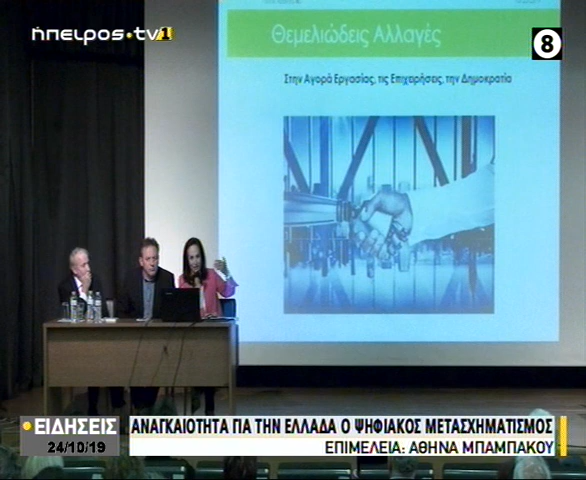 ήπειρος.tv1
8
Θεμελιώδεις Αλλαγές
Στην Αγορά Εργασίας, τις Επιχειρήσεις, την Δημοκρατία
ΕΙΔΗΣΕΙΣ
24/10/19
ΑΝΑΓΚΑΙΟΤΗΤΑ ΓΙΑ ΤΗΝ ΕΛΛΑΔΑ Ο ΨΗΦΙΑΚΟΣ ΜΕΤΑΣΧΗΜΑΤΙΣΜΟΣ
ΕΠΙΜΕΛΕΙΑ: ΑΘΗΝΑ ΜΠΑΜΠΑΚΟΥ